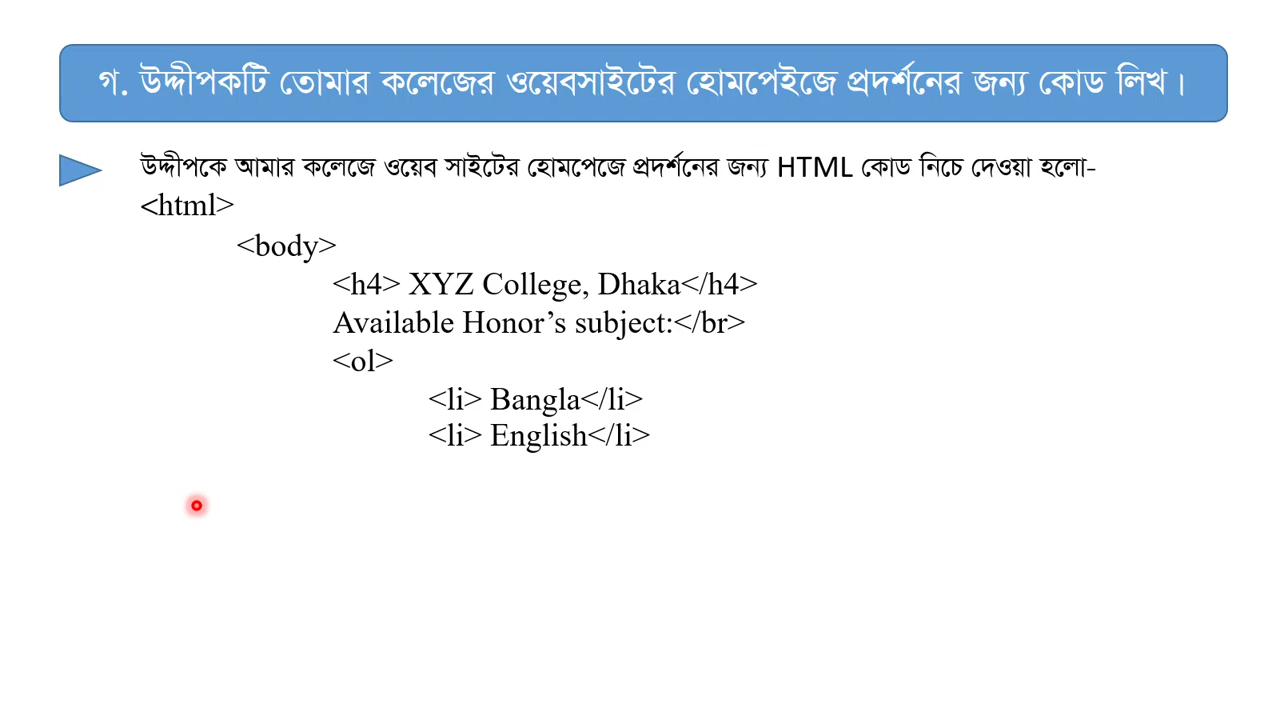 গ. উদ্দীপকটি তোমার কলেজের ওয়েবসাইটের হোমপেইজে প্রদর্শনের জন্য কোড লিখ।
উদ্দীপকে আমার কলেজে ওয়েব সাইটের হোমপেজে প্রদর্শনের জন্য HTML কোড নিচে দেওয়া হলো-
<html>
<body>
<h4> XYZ College, Dhaka</h4>
Available Honor’s subject:</br>
<ol>
<li> Bangla</li>
<li> English</li>